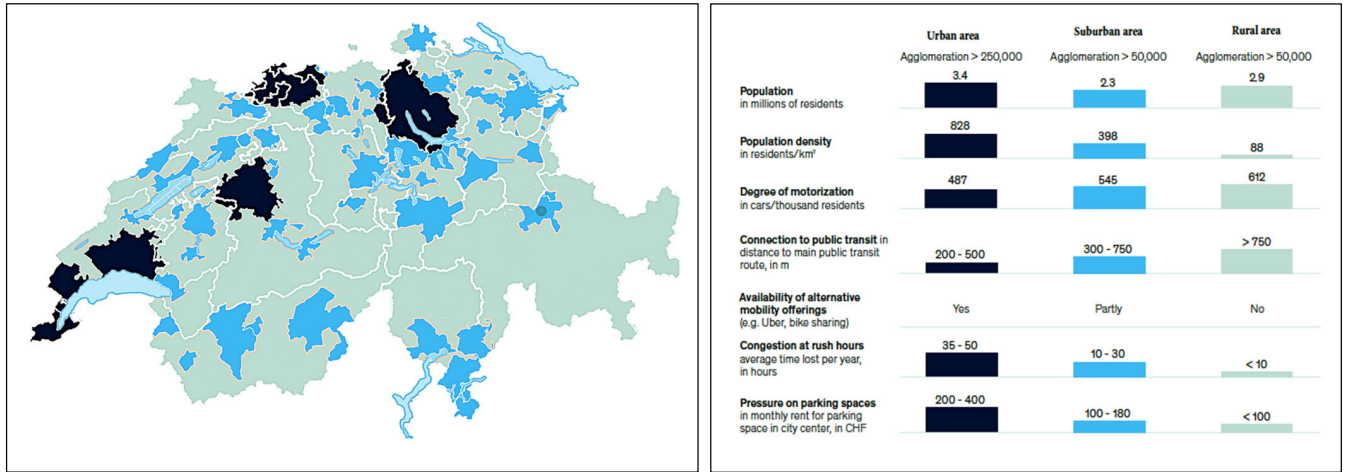 Urban area
Suburban area
Rural area
Agglomeration > 250,000
Agglomeration > 50,000
Agglomeration > 50,000
Population
in millions of residents
3.4
2.3
2.9
Population density
in residents/km²
828
398
88
Degree of motorization
in cars/thousand residents
487
545
612
Connection to public transit in
distance to main public transit
route, in m
200 - 500
300 - 750
> 750
Availability of alternative
mobility offerings
(e.g. Uber, bike sharing)
Yes
Partly
No
Congestion at rush hours
average time lost per year,
in hours
35 - 50
10 - 30
< 10
Pressure on parking spaces
in monthly rent for parking
space in city center, in CHF
200 - 400
100 - 180
< 100